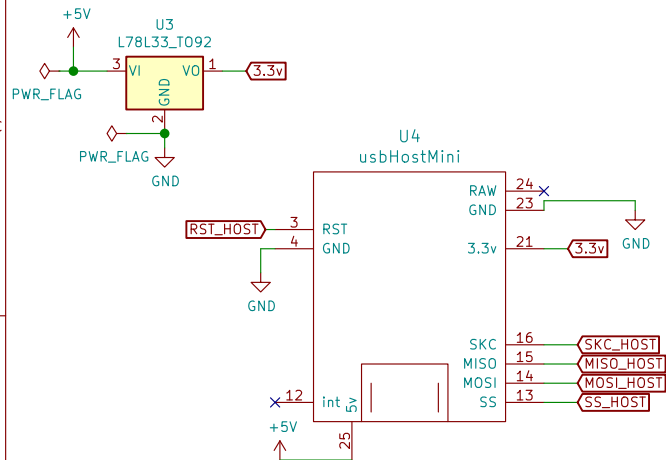 +5V
U3
L78L33_TO92
3 VI VO 1 3.3v
GND
2
PWR_FLAG
PWR_FLAG
GND
U4
usbHostMini
RAW 24
GND 23
RST_HOST 3 RST
4 GND
GND
3.3v 21 3.3v
GND
SKC 16 SKC_HOST
MISO 15 MISO_HOST
MOSI 14 MOSI_HOST
12 int SS 13 SS_HOST
5v
+5V
25